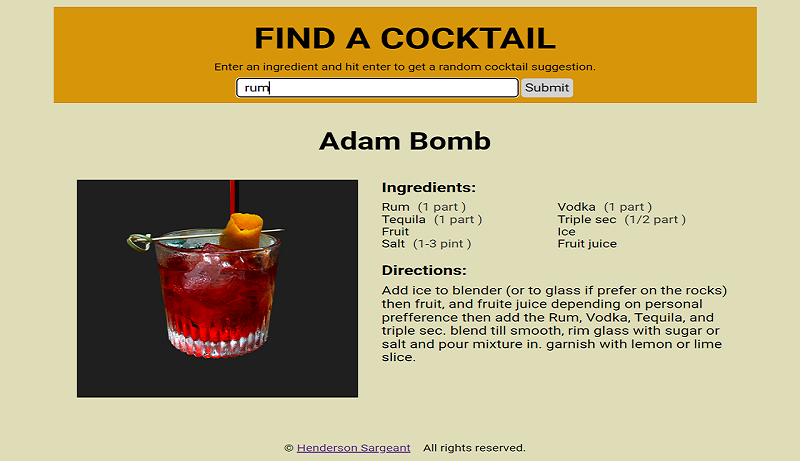 FIND A COCKTAIL
Enter an ingredient and hit enter to get a random cocktail suggestion.
rum Submit
Adam Bomb
Ingredients:
Rum (1 part ) Vodka (1 part )
Tequila (1 part ) Triple sec (1/2 part )
Fruit Ice
Salt (1-3 pint ) Fruit juice
Directions:
Add ice to blender (or to glass if prefer on the rocks)
then fruit, and fruite juice depending on personal
prefference then add the Rum, Vodka, Tequila, and
triple sec. blend till smooth, rim glass with sugar or
salt and pour mixture in. garnish with lemon or lime
slice.
© Henderson Sargeant All rights reserved.